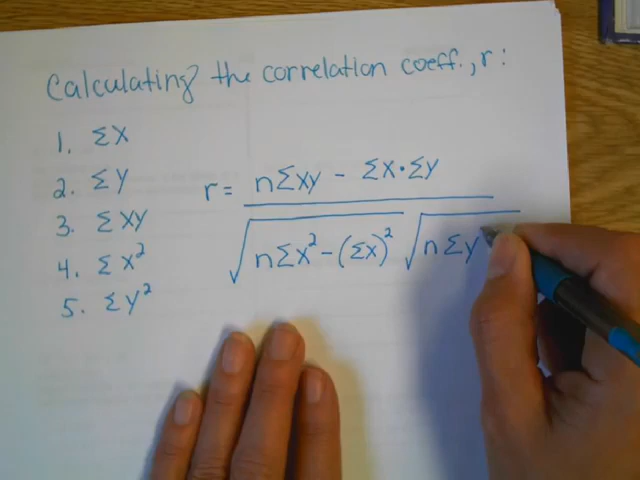 Calculating the correlation coeff., r:
1. Σx
2. Σy
3. Σxy
4. Σx²
5. Σy²
r = nΣxy - Σx·Σy
√nΣx² - (Σx)² √nΣy